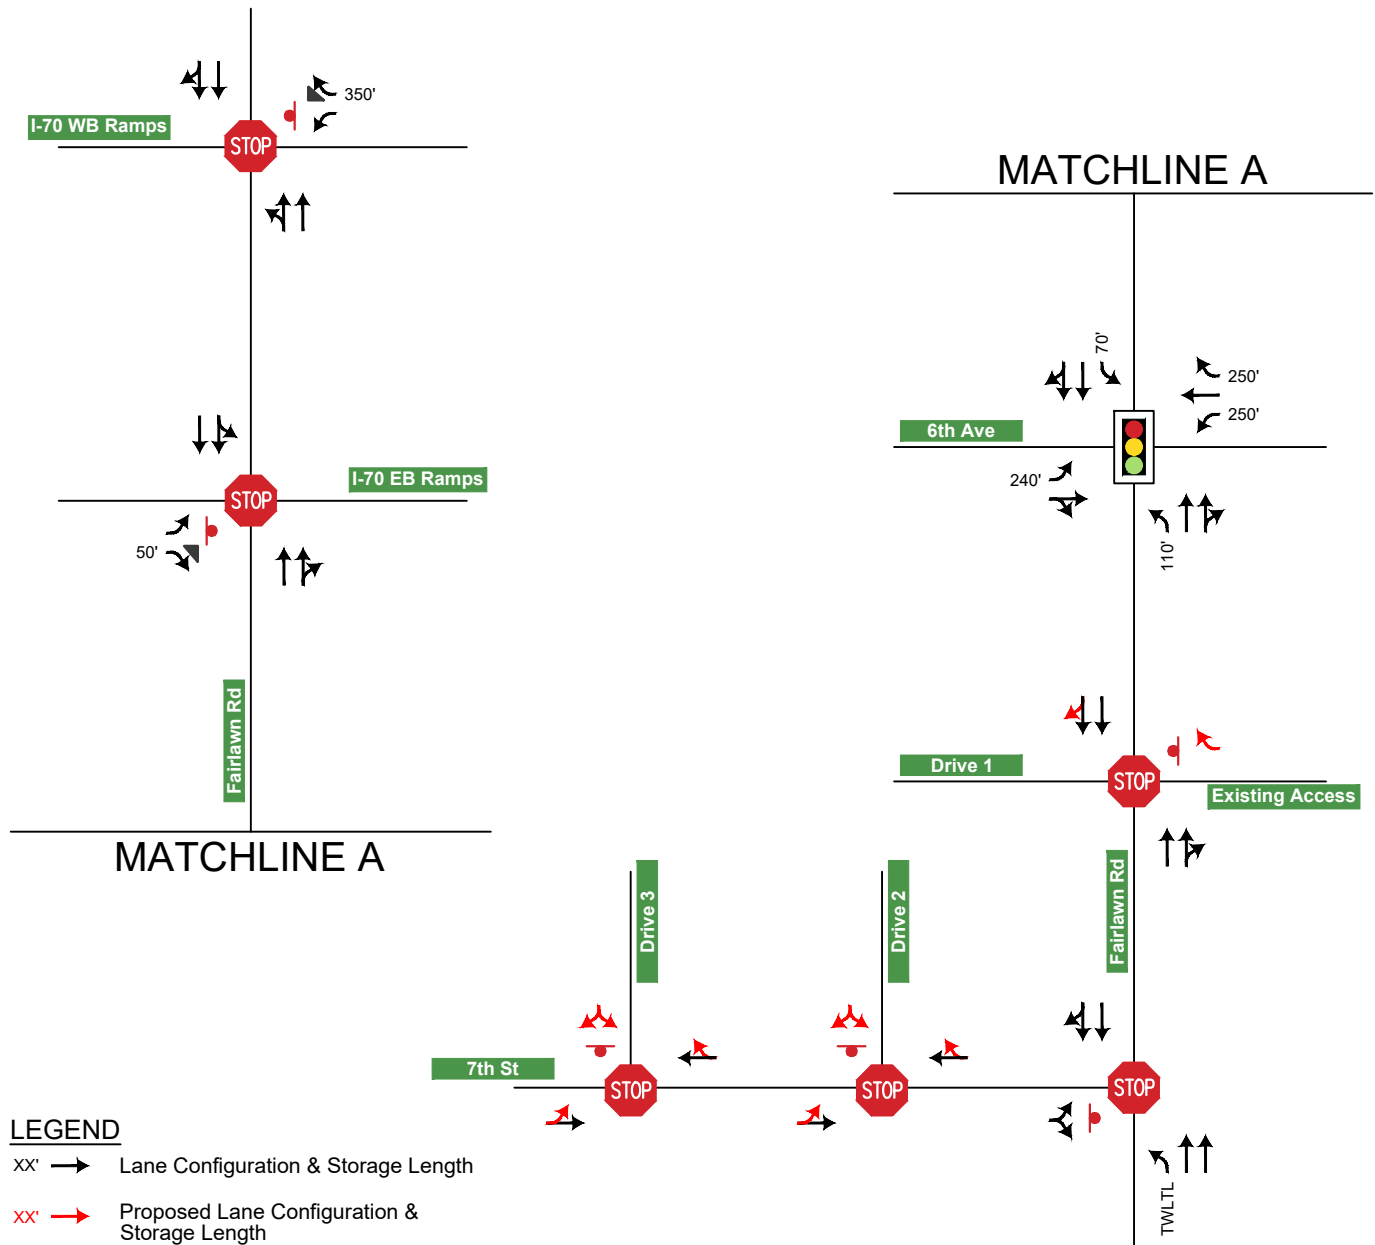 350'
I-70 WB Ramps
STOP
I-70 EB Ramps
STOP
50'
Fairlawn Rd
MATCHLINE A
MATCHLINE A
70'
250'
250'
6th Ave
240'
110'
Drive 1
STOP
Existing Access
Fairlawn Rd
Drive 3
Drive 2
7th St
STOP
STOP
STOP
TWLTL
LEGEND
XX' Lane Configuration & Storage Length
XX' Proposed Lane Configuration &
Storage Length